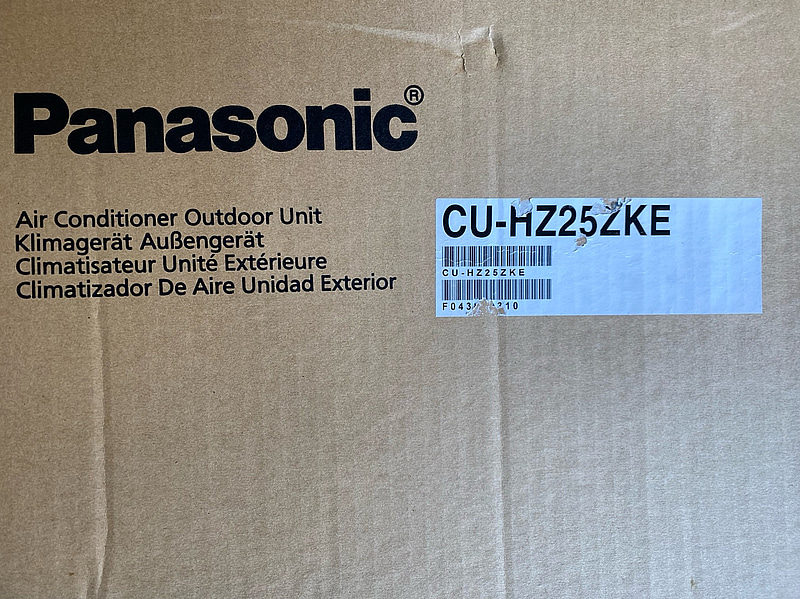 Panasonic®
Air Conditioner Outdoor Unit
Klimagerät Außengerät
Climatisateur Unité Extérieure
Climatizador De Aire Unidad Exterior
CU-HZ25ZKE
CU-HZ25ZKE